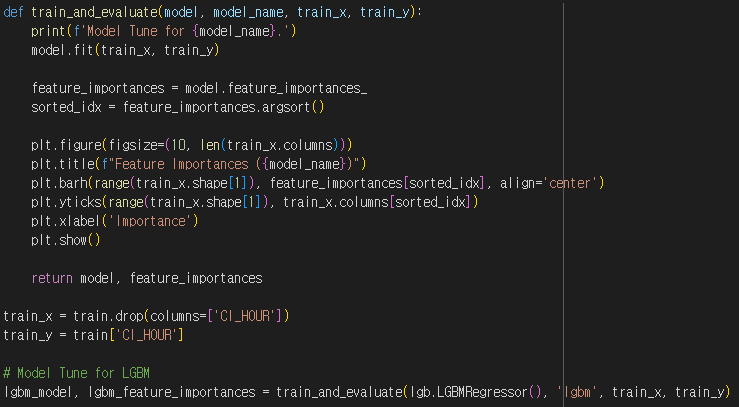 def train_and_evaluate(model, model_name, train_x, train_y):
    print(f'Model Tune for {model_name}.')
    model.fit(train_x, train_y)

    feature_importances = model.feature_importances_
    sorted_idx = feature_importances.argsort()

    plt.figure(figsize=(10, len(train_x.columns)))
    plt.title(f"Feature Importances ({model_name})")
    plt.barh(range(train_x.shape[1]), feature_importances[sorted_idx], align='center')
    plt.yticks(range(train_x.shape[1]), train_x.columns[sorted_idx])
    plt.xlabel('Importance')
    plt.show()

    return model, feature_importances

train_x = train.drop(columns=['CI_HOUR'])
train_y = train['CI_HOUR']

# Model Tune for LGBM
lgbm_model, lgbm_feature_importances = train_and_evaluate(lgb.LGBMRegressor(), 'lgbm', train_x, train_y)